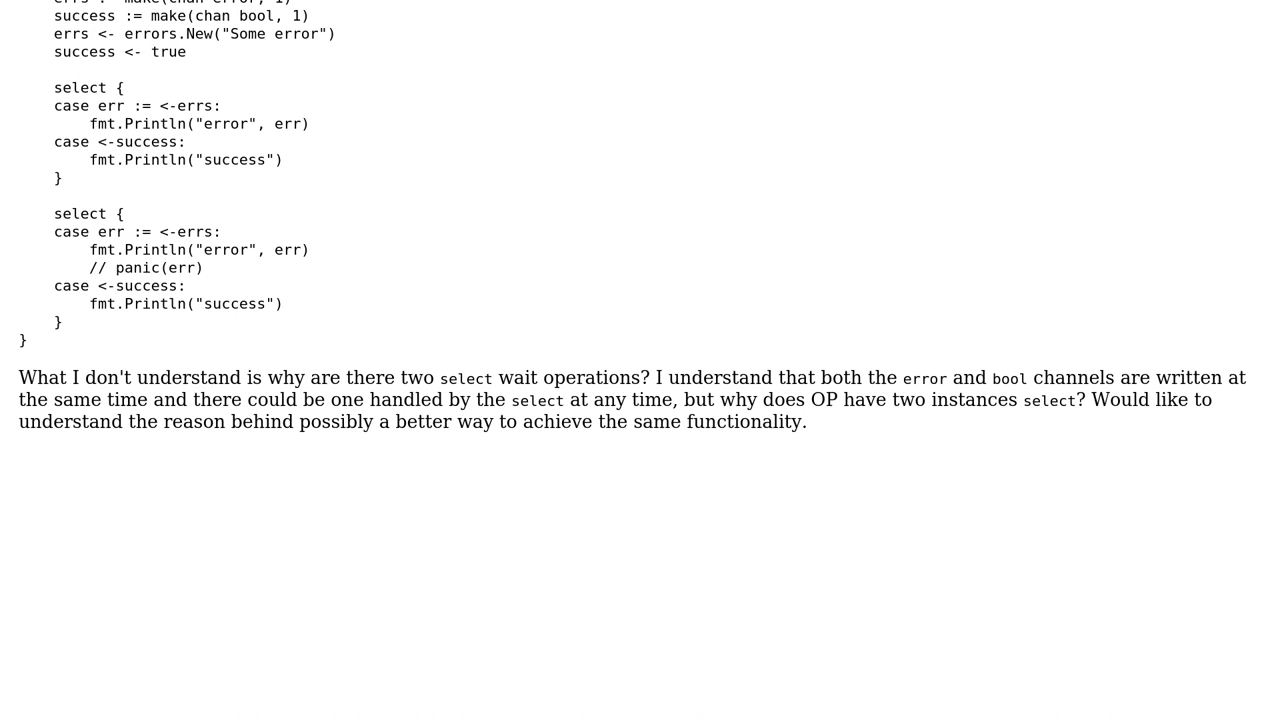 success := make(chan bool, 1)
errs <- errors.New("Some error")
success <- true
select {
case err := <-errs:
fmt.Println("error", err)
case <-success:
fmt.Println("success")
}
select {
case err := <-errs:
fmt.Println("error", err)
// panic(err)
case <-success:
fmt.Println("success")
}
}
What I don't understand is why are there two select wait operations? I understand that both the error and bool channels are written at
the same time and there could be one handled by the select at any time, but why does OP have two instances select? Would like to
understand the reason behind possibly a better way to achieve the same functionality.